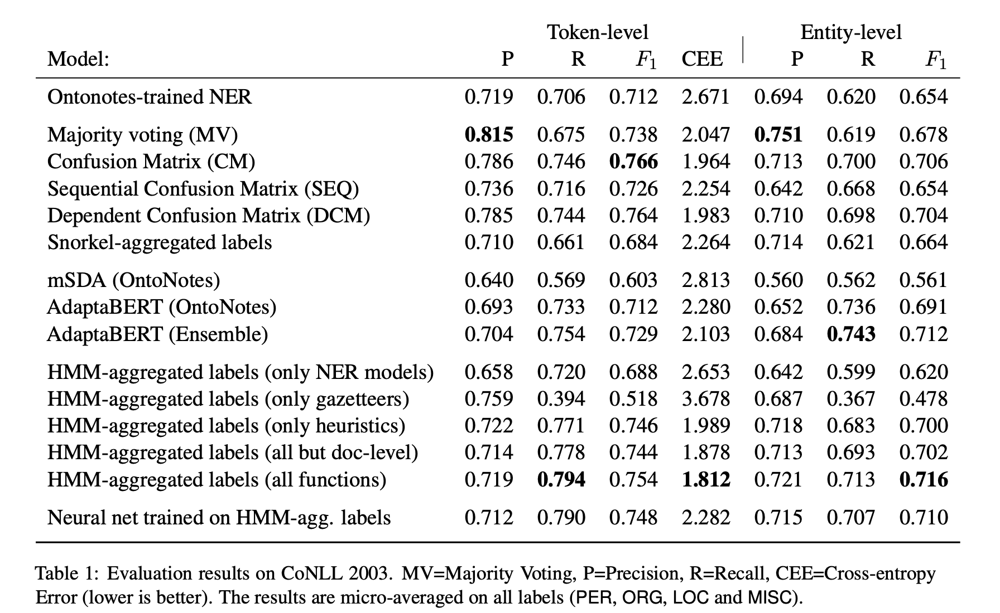 Token-level Entity-level
Model: P R F1 CEE P R F1
Ontonotes-trained NER 0.719 0.706 0.712 2.671 0.694 0.620 0.654
Majority voting (MV) 0.815 0.675 0.738 2.047 0.751 0.619 0.678
Confusion Matrix (CM) 0.786 0.746 0.766 1.964 0.713 0.700 0.706
Sequential Confusion Matrix (SEQ) 0.736 0.716 0.726 2.254 0.642 0.668 0.654
Dependent Confusion Matrix (DCM) 0.785 0.744 0.764 1.983 0.710 0.698 0.704
Snorkel-aggregated labels 0.710 0.661 0.684 2.264 0.714 0.621 0.664
mSDA (OntoNotes) 0.640 0.569 0.603 2.813 0.560 0.562 0.561
AdaptaBERT (OntoNotes) 0.693 0.733 0.712 2.280 0.652 0.736 0.691
AdaptaBERT (Ensemble) 0.704 0.754 0.729 2.103 0.684 0.743 0.712
HMM-aggregated labels (only NER models) 0.658 0.720 0.688 2.653 0.642 0.599 0.620
HMM-aggregated labels (only gazetteers) 0.759 0.394 0.518 3.678 0.687 0.367 0.478
HMM-aggregated labels (only heuristics) 0.722 0.771 0.746 1.989 0.718 0.683 0.700
HMM-aggregated labels (all but doc-level) 0.714 0.778 0.744 1.878 0.713 0.693 0.702
HMM-aggregated labels (all functions) 0.719 0.794 0.754 1.812 0.721 0.713 0.716
Neural net trained on HMM-agg. labels 0.712 0.790 0.748 2.282 0.715 0.707 0.710
Table 1: Evaluation results on CoNLL 2003. MV=Majority Voting, P=Precision, R=Recall, CEE=Cross-entropy
Error (lower is better). The results are micro-averaged on all labels (PER, ORG, LOC and MISC).